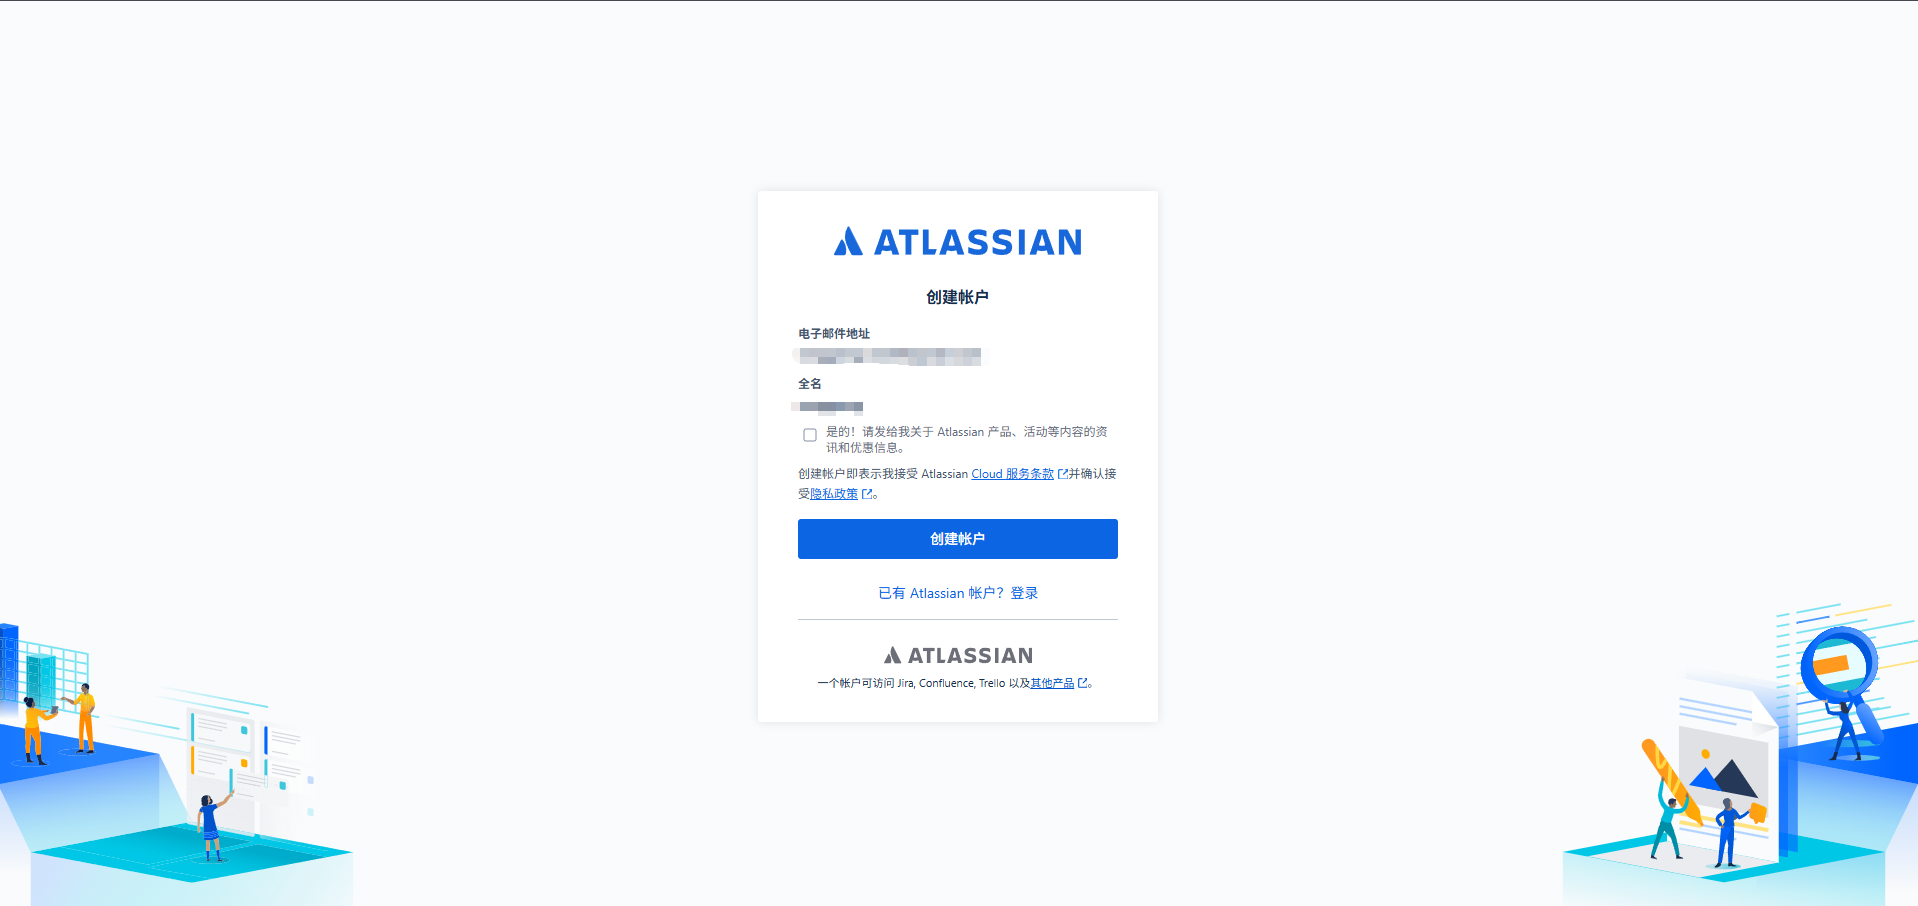 ATLASSIAN
创建帐户
电子邮件地址
全名
是的！请发给我关于 Atlassian 产品、活动等内容的资
讯和优惠信息。
创建帐户即表示我接受 Atlassian Cloud 服务条款并确认接
受隐私政策。
创建帐户
已有 Atlassian 帐户？登录
ATLASSIAN
一个帐户可访问 Jira, Confluence, Trello 以及其他产品。